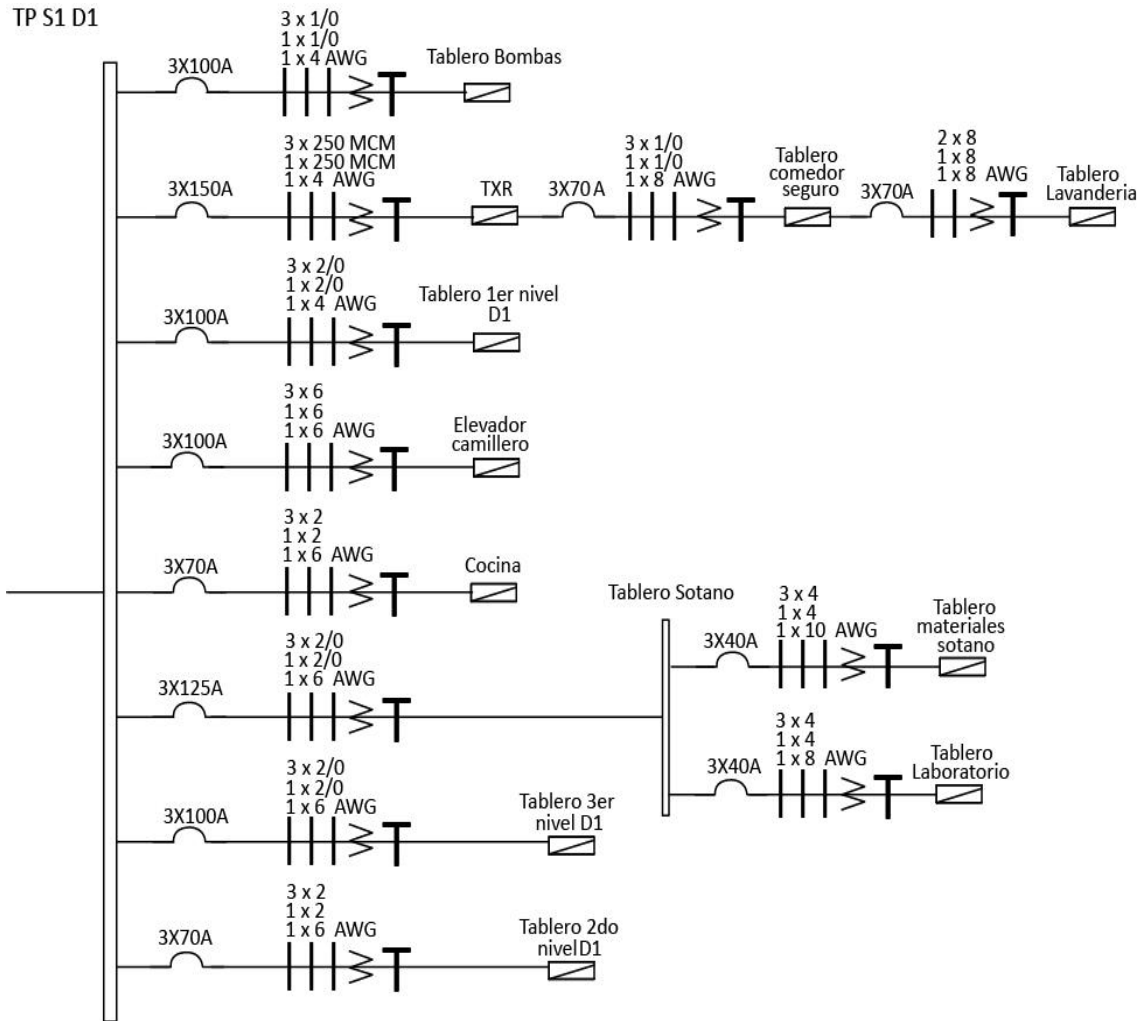 TP S1 D1
3 x 1/0
1 x 1/0
1 x 4 AWG
3X100A
Tablero Bombas
3 x 250 MCM
1 x 250 MCM
1 x 4 AWG
3X150A
TXR
3X70 A
3 x 1/0
1 x 1/0
1 x 8 AWG
Tablero
comedor
seguro
3X70A
2 x 8
1 x 8
1 x 8 AWG
Tablero
Lavanderia
3 x 2/0
1 x 2/0
1 x 4 AWG
3X100A
Tablero 1er nivel
D1
3 x 6
1 x 6
1 x 6 AWG
3X100A
Elevador
camillero
3 x 2
1 x 2
1 x 6 AWG
3X70A
Cocina
3 x 2/0
1 x 2/0
1 x 6 AWG
3X125A
Tablero Sotano
3X40A
3 x 4
1 x 4
1 x 10 AWG
Tablero
materiales
sotano
3X40A
3 x 4
1 x 4
1 x 8 AWG
Tablero
Laboratorio
3 x 2/0
1 x 2/0
1 x 6 AWG
3X100A
Tablero 3er
nivel D1
3 x 2
1 x 2
1 x 6 AWG
3X70A
Tablero 2do
nivel D1